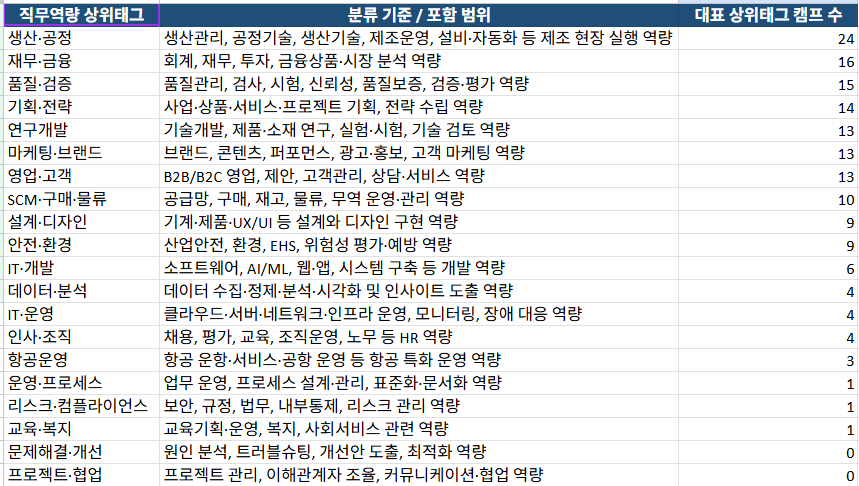 직무역량 상위태그 분류 기준 / 포함 범위 대표 상위태그 캠프 수
생산·공정 생산관리, 공정기술, 생산기술, 제조운영, 설비·자동화 등 제조 현장 실행 역량 24
재무·금융 회계, 재무, 투자, 금융상품·시장 분석 역량 16
품질·검증 품질관리, 검사, 시험, 신뢰성, 품질보증, 검증·평가 역량 15
기획·전략 사업·상품·서비스·프로젝트 기획, 전략 수립 역량 14
연구개발 기술개발, 제품·소재 연구, 실험·시험, 기술 검토 역량 13
마케팅·브랜드 브랜드, 콘텐츠, 퍼포먼스, 광고·홍보, 고객 마케팅 역량 13
영업·고객 B2B/B2C 영업, 제안, 고객관리, 상담·서비스 역량 13
SCM·구매·물류 공급망, 구매, 재고, 물류, 무역 운영·관리 역량 10
설계·디자인 기계·제품·UX/UI 등 설계와 디자인 구현 역량 9
안전·환경 산업안전, 환경, EHS, 위험성 평가·예방 역량 9
IT·개발 소프트웨어, AI/ML, 웹·앱, 시스템 구축 등 개발 역량 6
데이터·분석 데이터 수집·정제·분석·시각화 및 인사이트 도출 역량 4
IT·운영 클라우드·서버·네트워크·인프라 운영, 모니터링, 장애 대응 역량 4
인사·조직 채용, 평가, 교육, 조직운영, 노무 등 HR 역량 4
항공운영 항공 운항·서비스·공항 운영 등 항공 특화 운영 역량 3
운영·프로세스 업무 운영, 프로세스 설계·관리, 표준화·문서화 역량 1
리스크·컴플라이언스 보안, 규정, 법무, 내부통제, 리스크 관리 역량 1
교육·복지 교육기획·운영, 복지, 사회서비스 관련 역량 1
문제해결·개선 원인 분석, 트러블슈팅, 개선안 도출, 최적화 역량 0
프로젝트·협업 프로젝트 관리, 이해관계자 조율, 커뮤니케이션·협업 역량 0